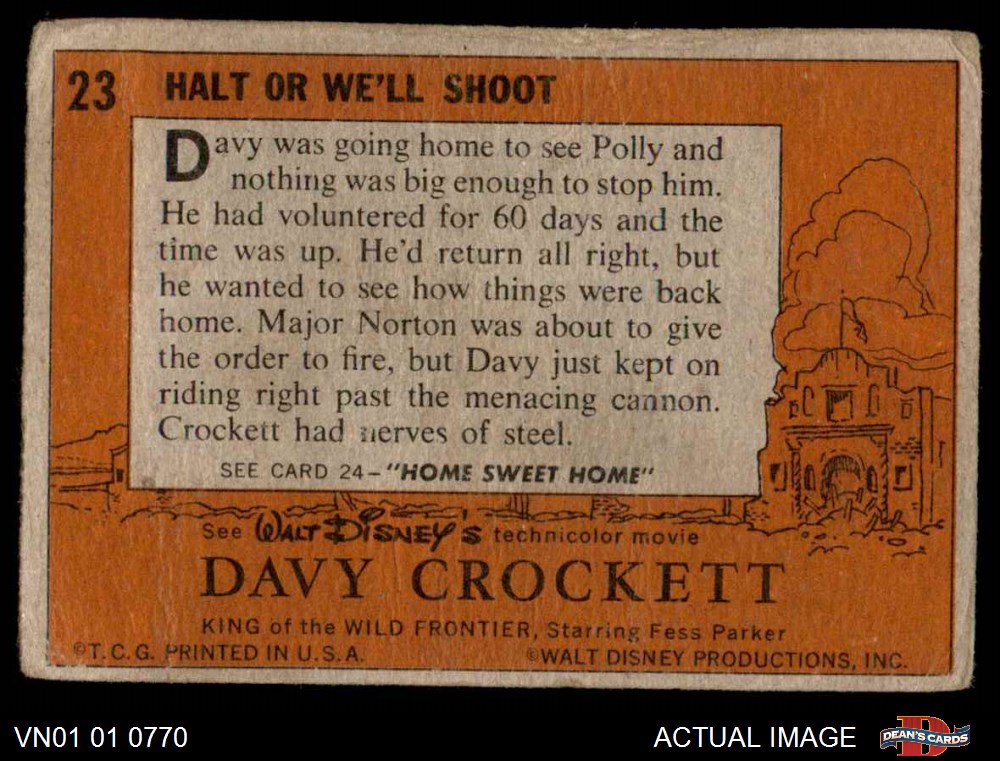 23 HALT OR WE'LL SHOOT
Davy was going home to see Polly and
nothing was big enough to stop him.
He had voluntered for 60 days and the
time was up. He'd return all right, but
he wanted to see how things were back
home. Major Norton was about to give
the order to fire, but Davy just kept on
riding right past the menacing cannon.
Crockett had nerves of steel.
SEE CARD 24-"HOME SWEET HOME"
See WALT DISNEY'S technicolor movie
DAVY CROCKETT
KING of the WILD FRONTIER, Starring Fess Parker
©T.C.G. PRINTED IN U.S.A. ©WALT DISNEY PRODUCTIONS, INC.
VN01 01 0770 ACTUAL IMAGE DEAN'S CARDS